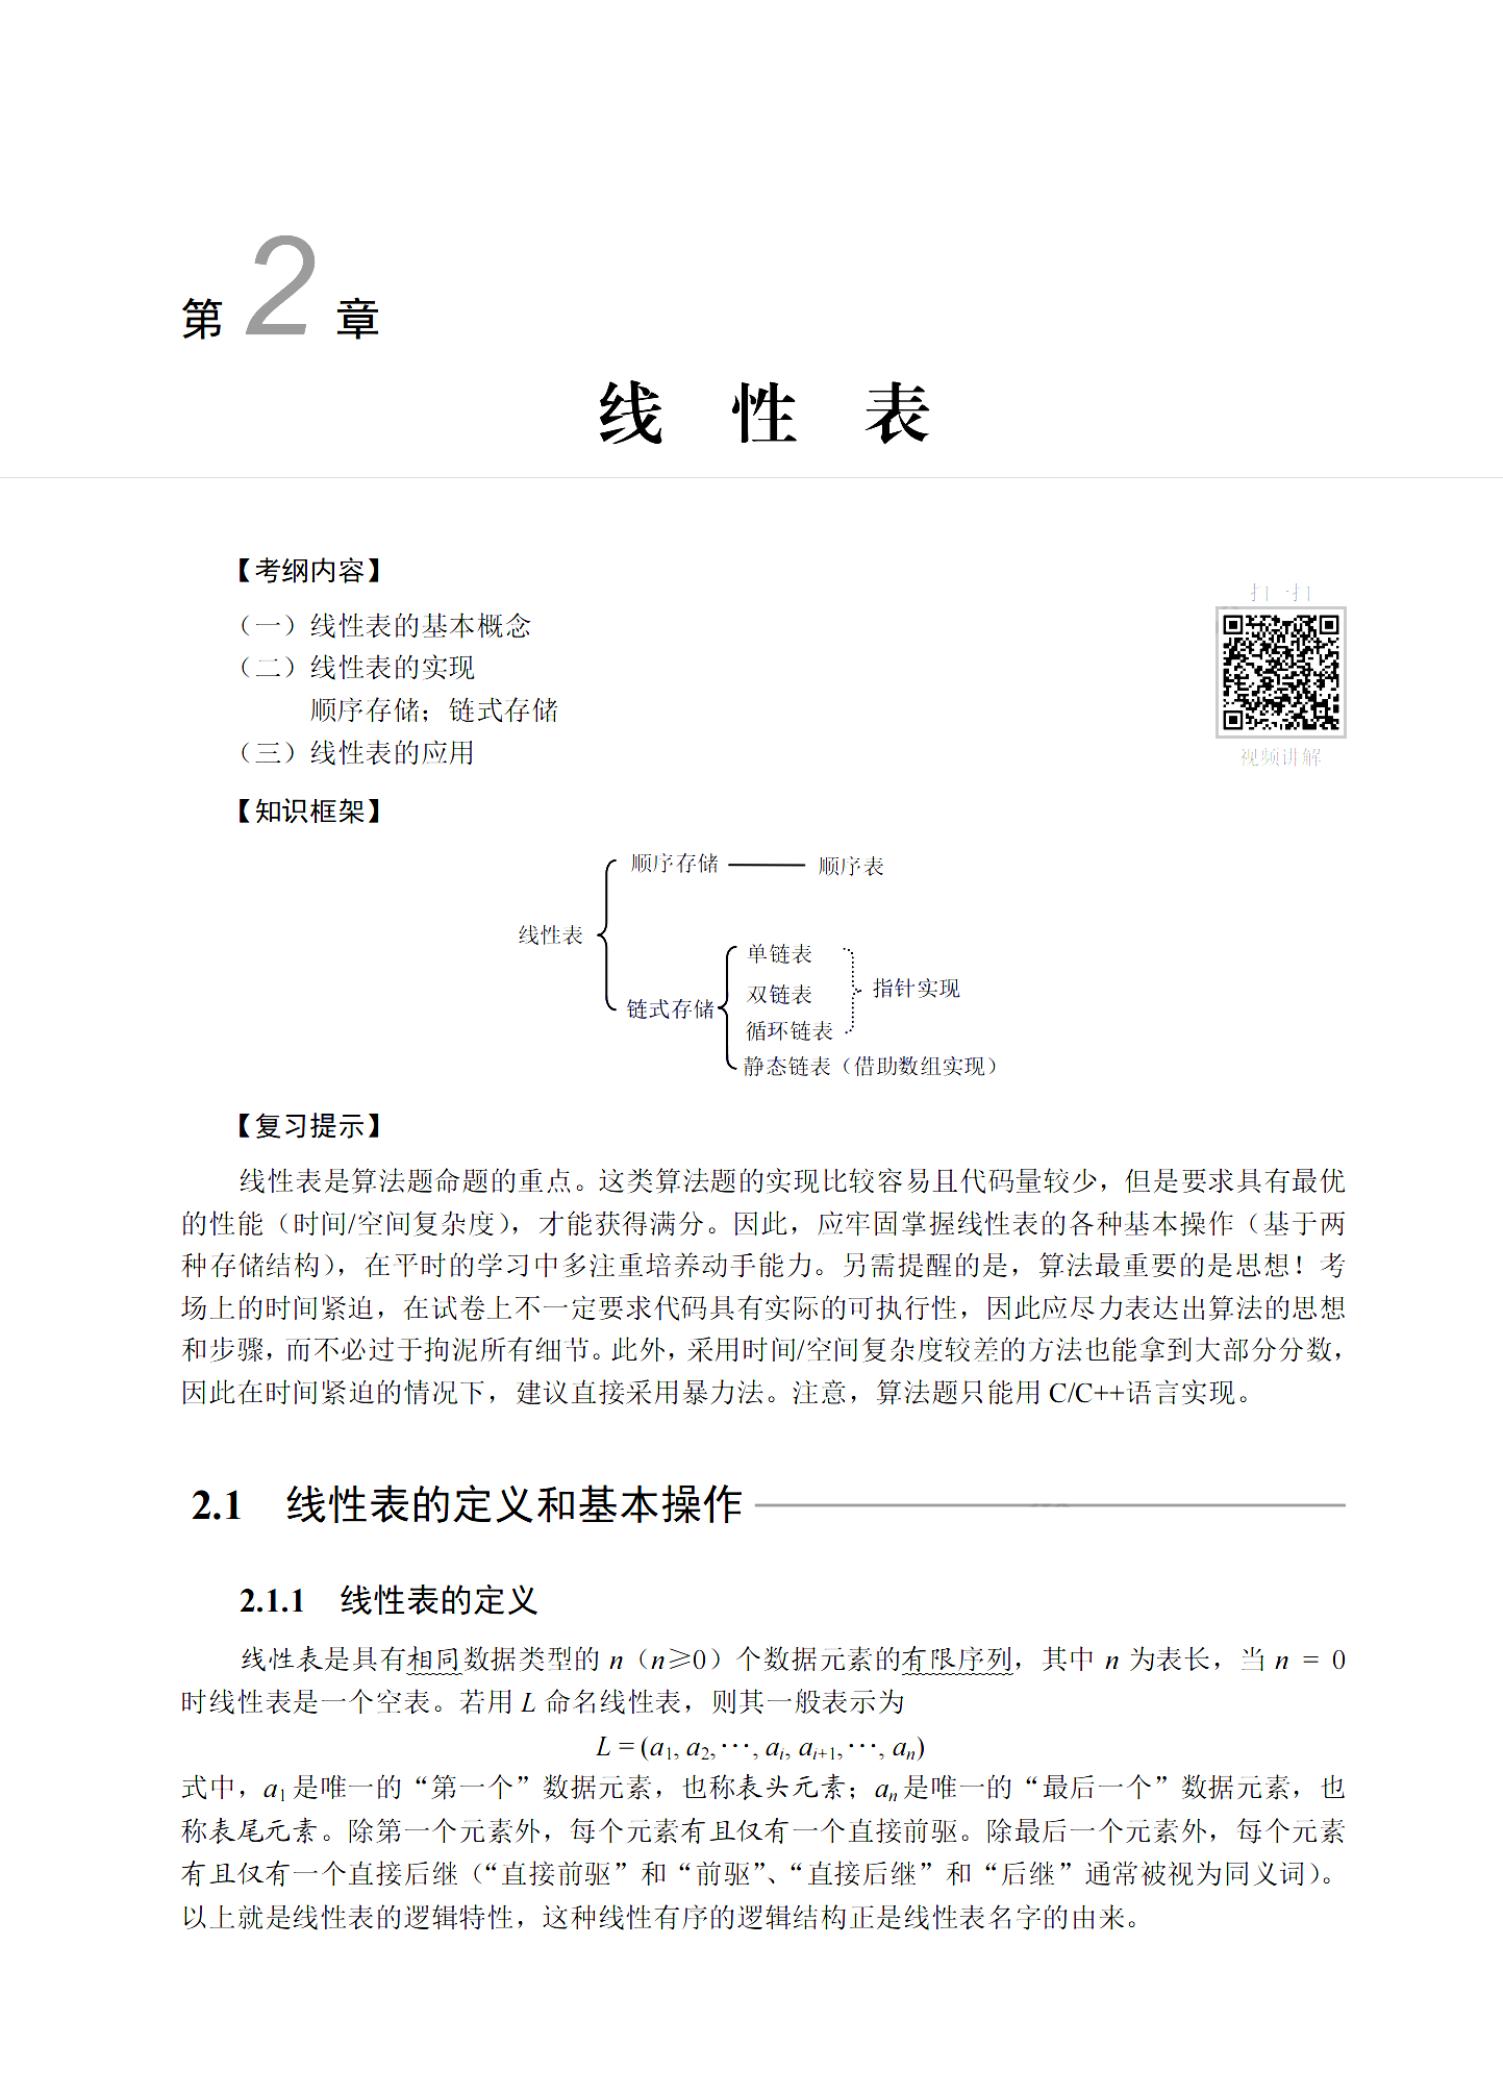 第 2 章
线 性 表
【考纲内容】
（一）线性表的基本概念
（二）线性表的实现
顺序存储；链式存储
（三）线性表的应用
扫一扫
视频讲解
【知识框架】
线性表
顺序存储
顺序表
链式存储
单链表
双链表
循环链表
指针实现
静态链表（借助数组实现）
【复习提示】
线性表是算法题命题的重点。这类算法题的实现比较容易且代码量较少，但是要求具有最优
的性能（时间/空间复杂度），才能获得满分。因此，应牢固掌握线性表的各种基本操作（基于两
种存储结构），在平时的学习中多注重培养动手能力。另需提醒的是，算法最重要的是思想！考
场上的时间紧迫，在试卷上不一定要求代码具有实际的可执行性，因此应尽力表达出算法的思想
和步骤，而不必过于拘泥所有细节。此外，采用时间/空间复杂度较差的方法也能拿到大部分分数，
因此在时间紧迫的情况下，建议直接采用暴力法。注意，算法题只能用 C/C++语言实现。
2.1 线性表的定义和基本操作
2.1.1 线性表的定义
线性表是具有相同数据类型的 n（n≥0）个数据元素的有限序列，其中 n 为表长，当 n = 0
时线性表是一个空表。若用 L 命名线性表，则其一般表示为
L = (a₁, a₂, ⋯, aᵢ, aᵢ₊₁, ⋯, aₙ)
式中，a₁是唯一的“第一个”数据元素，也称表头元素；aₙ是唯一的“最后一个”数据元素，也
称表尾元素。除第一个元素外，每个元素有且仅有一个直接前驱。除最后一个元素外，每个元素
有且仅有一个直接后继（“直接前驱”和“前驱”、“直接后继”和“后继”通常被视为同义词）。
以上就是线性表的逻辑特性，这种线性有序的逻辑结构正是线性表名字的由来。